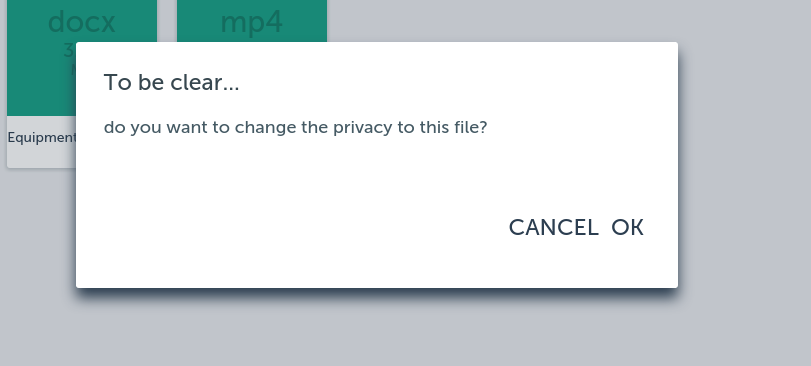 docx mp4
To be clear...
do you want to change the privacy to this file?
Equipment
CANCEL OK